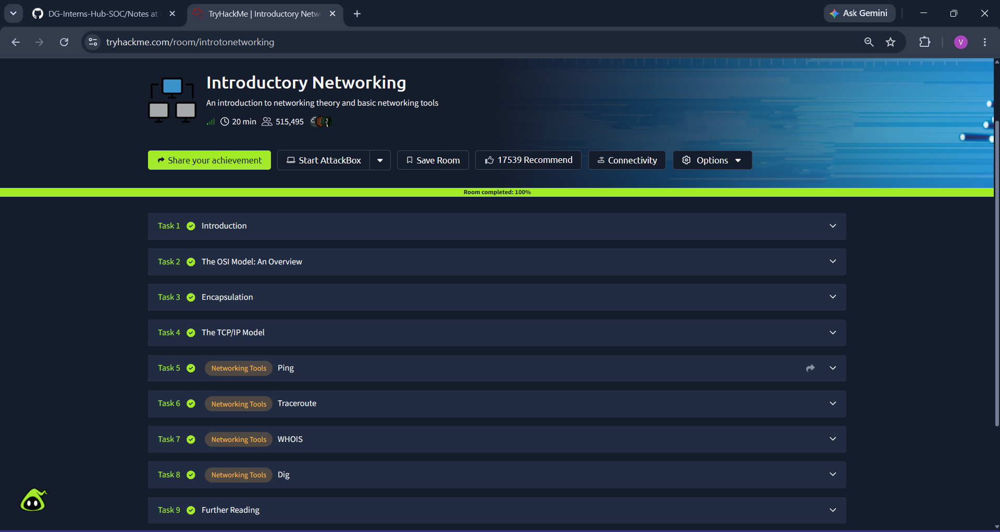 DG-Interns-Hub-SOC/Notes at
TryHackMe | Introductory Netw
Ask Gemini
tryhackme.com/room/introtonetworking
V
Introductory Networking
An introduction to networking theory and basic networking tools
20 min 515,495
Share your achievement
Start AttackBox
Save Room
17539 Recommend
Connectivity
Options
Room completed: 100%
Task 1 Introduction
Task 2 The OSI Model: An Overview
Task 3 Encapsulation
Task 4 The TCP/IP Model
Task 5 Networking Tools Ping
Task 6 Networking Tools Traceroute
Task 7 Networking Tools WHOIS
Task 8 Networking Tools Dig
Task 9 Further Reading